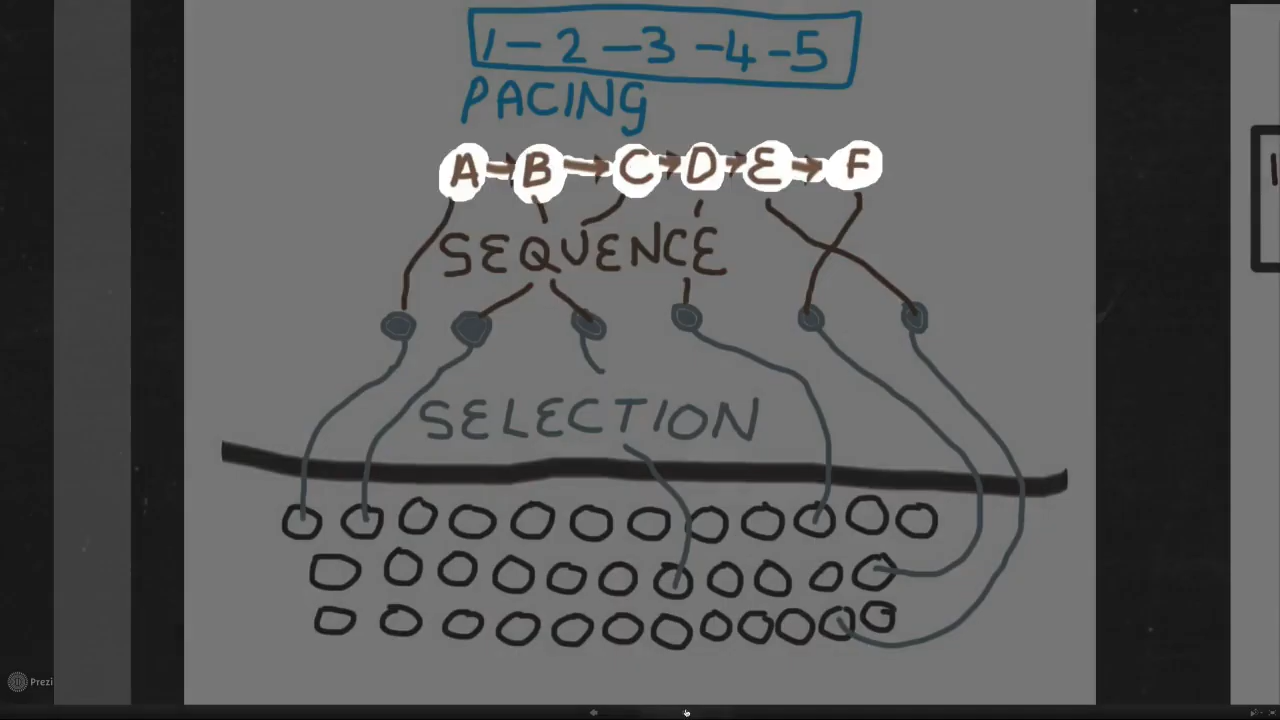 1 - 2 - 3 - 4 - 5
PACING
A → B → C → D → E → F
SEQUENCE
SELECTION
Prezi